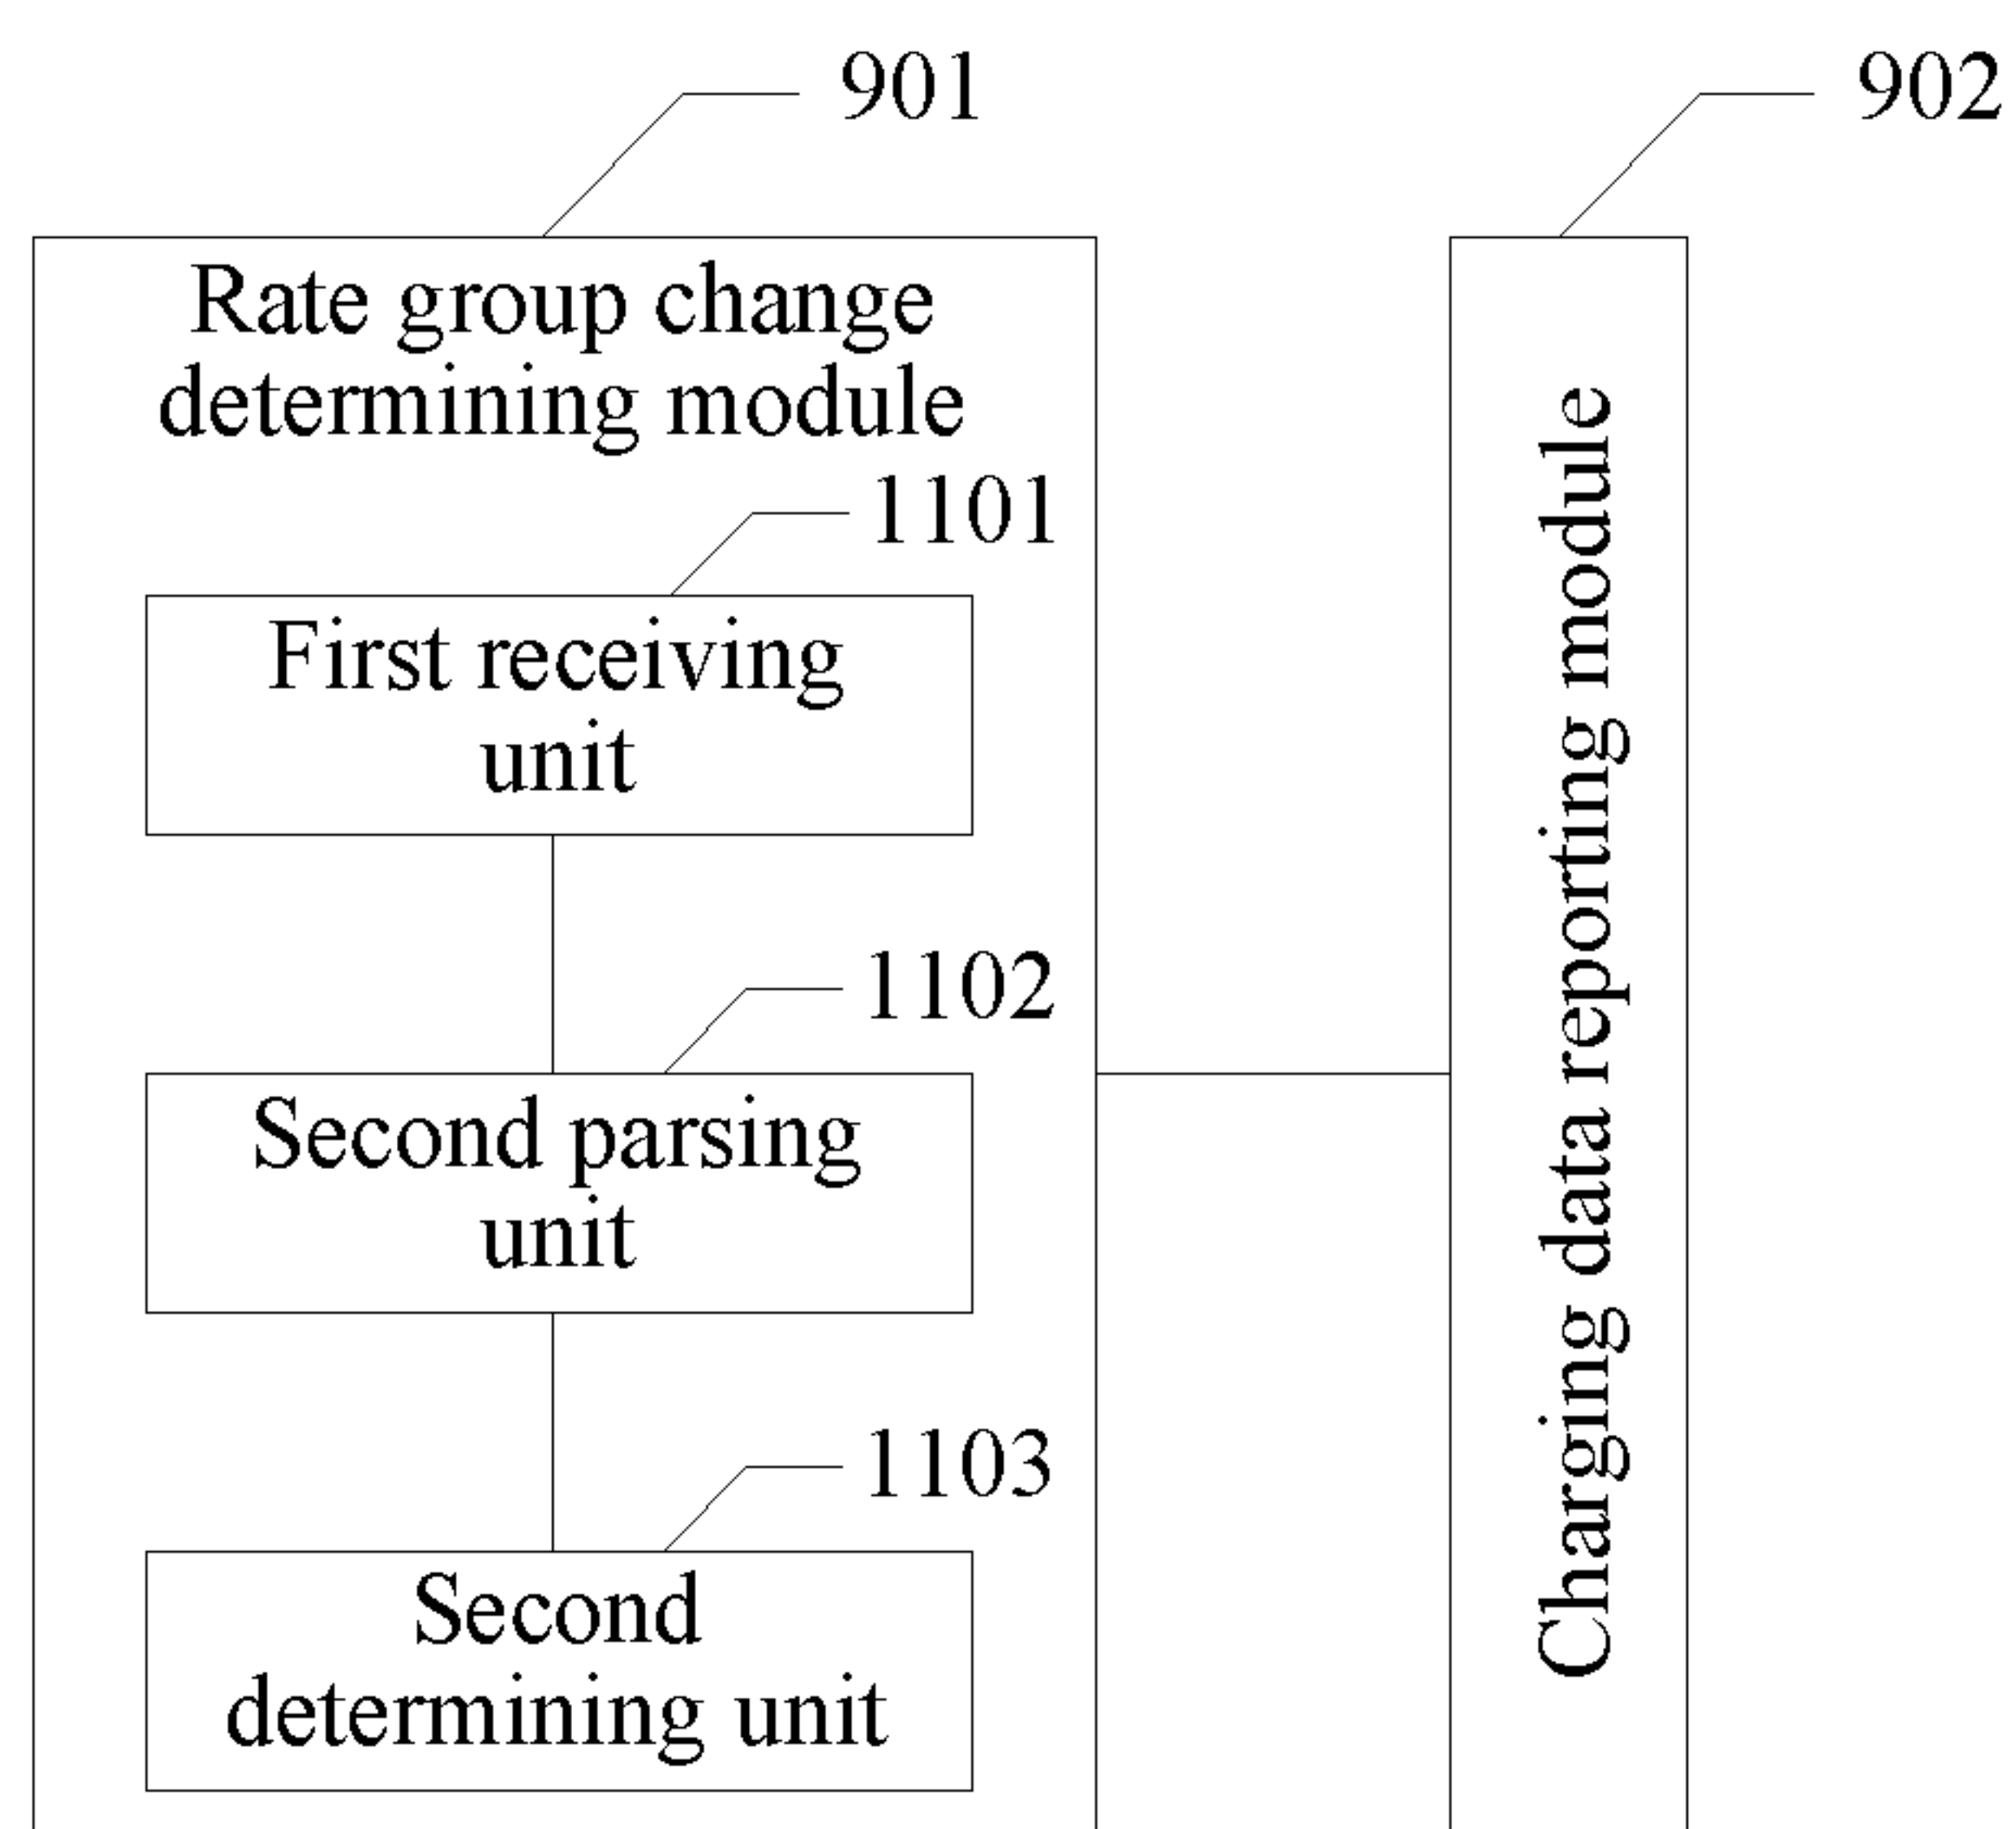 901
902
Rate group change
determining module
1101
First receiving
unit
1102
Second parsing
unit
1103
Second
determining unit
Charging data reporting module